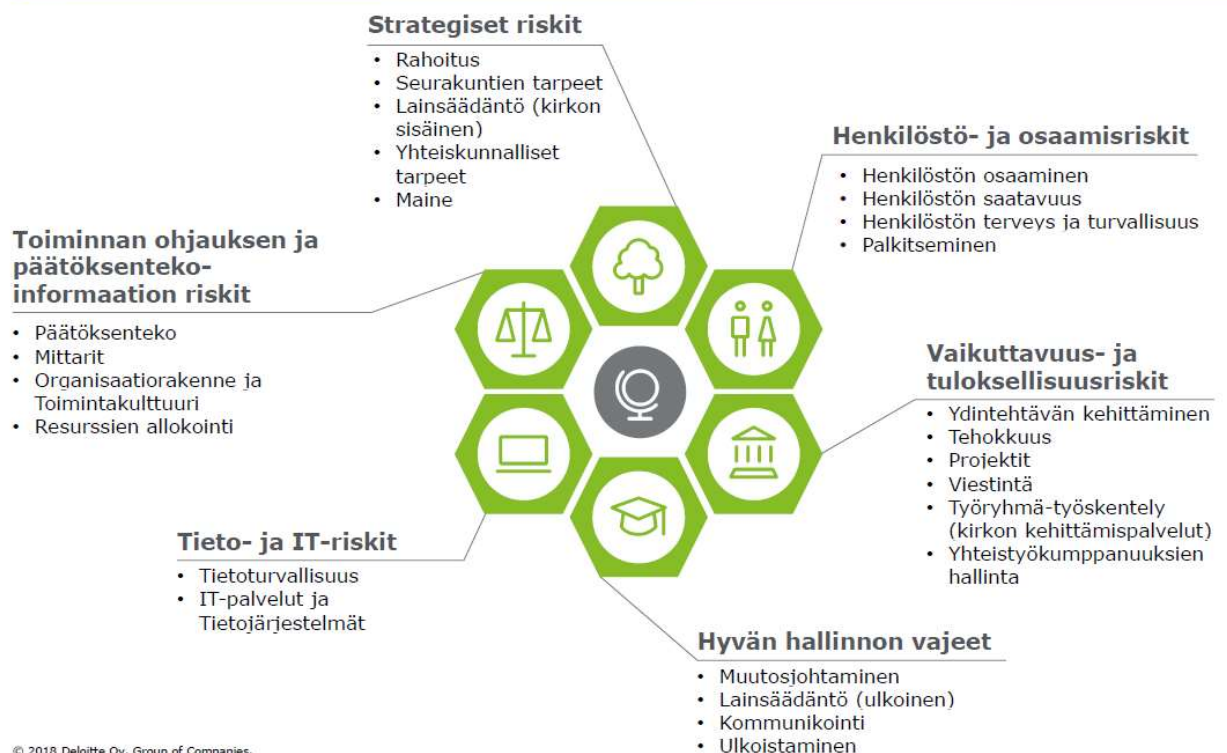 Strategiset riskit
• Rahoitus
• Seurakuntien tarpeet
• Lainsäädäntö (kirkon
sisäinen)
• Yhteiskunnalliset
tarpeet
• Maine
Henkilöstö- ja osaamisriskit
• Henkilöstön osaaminen
• Henkilöstön saatavuus
• Henkilöstön terveys ja turvallisuus
• Palkitseminen
Toiminnan ohjauksen ja
päätöksenteko-
informaation riskit
• Päätöksenteko
• Mittarit
• Organisaatiorakenne ja
Toimintakulttuuri
• Resurssien allokointi
Vaikuttavuus- ja
tuloksellisuusriskit
• Ydintehtävän kehittäminen
• Tehokkuus
• Projektit
• Viestintä
• Työryhmä-työskentely
(kirkon kehittämispalvelut)
• Yhteistyökumppanuuksien
hallinta
Tieto- ja IT-riskit
• Tietoturvallisuus
• IT-palvelut ja
Tietojärjestelmät
Hyvän hallinnon vajeet
• Muutosjohtaminen
• Lainsäädäntö (ulkoinen)
• Kommunikointi
• Ulkoistaminen
© 2018 Deloitte Oy, Group of Companies.